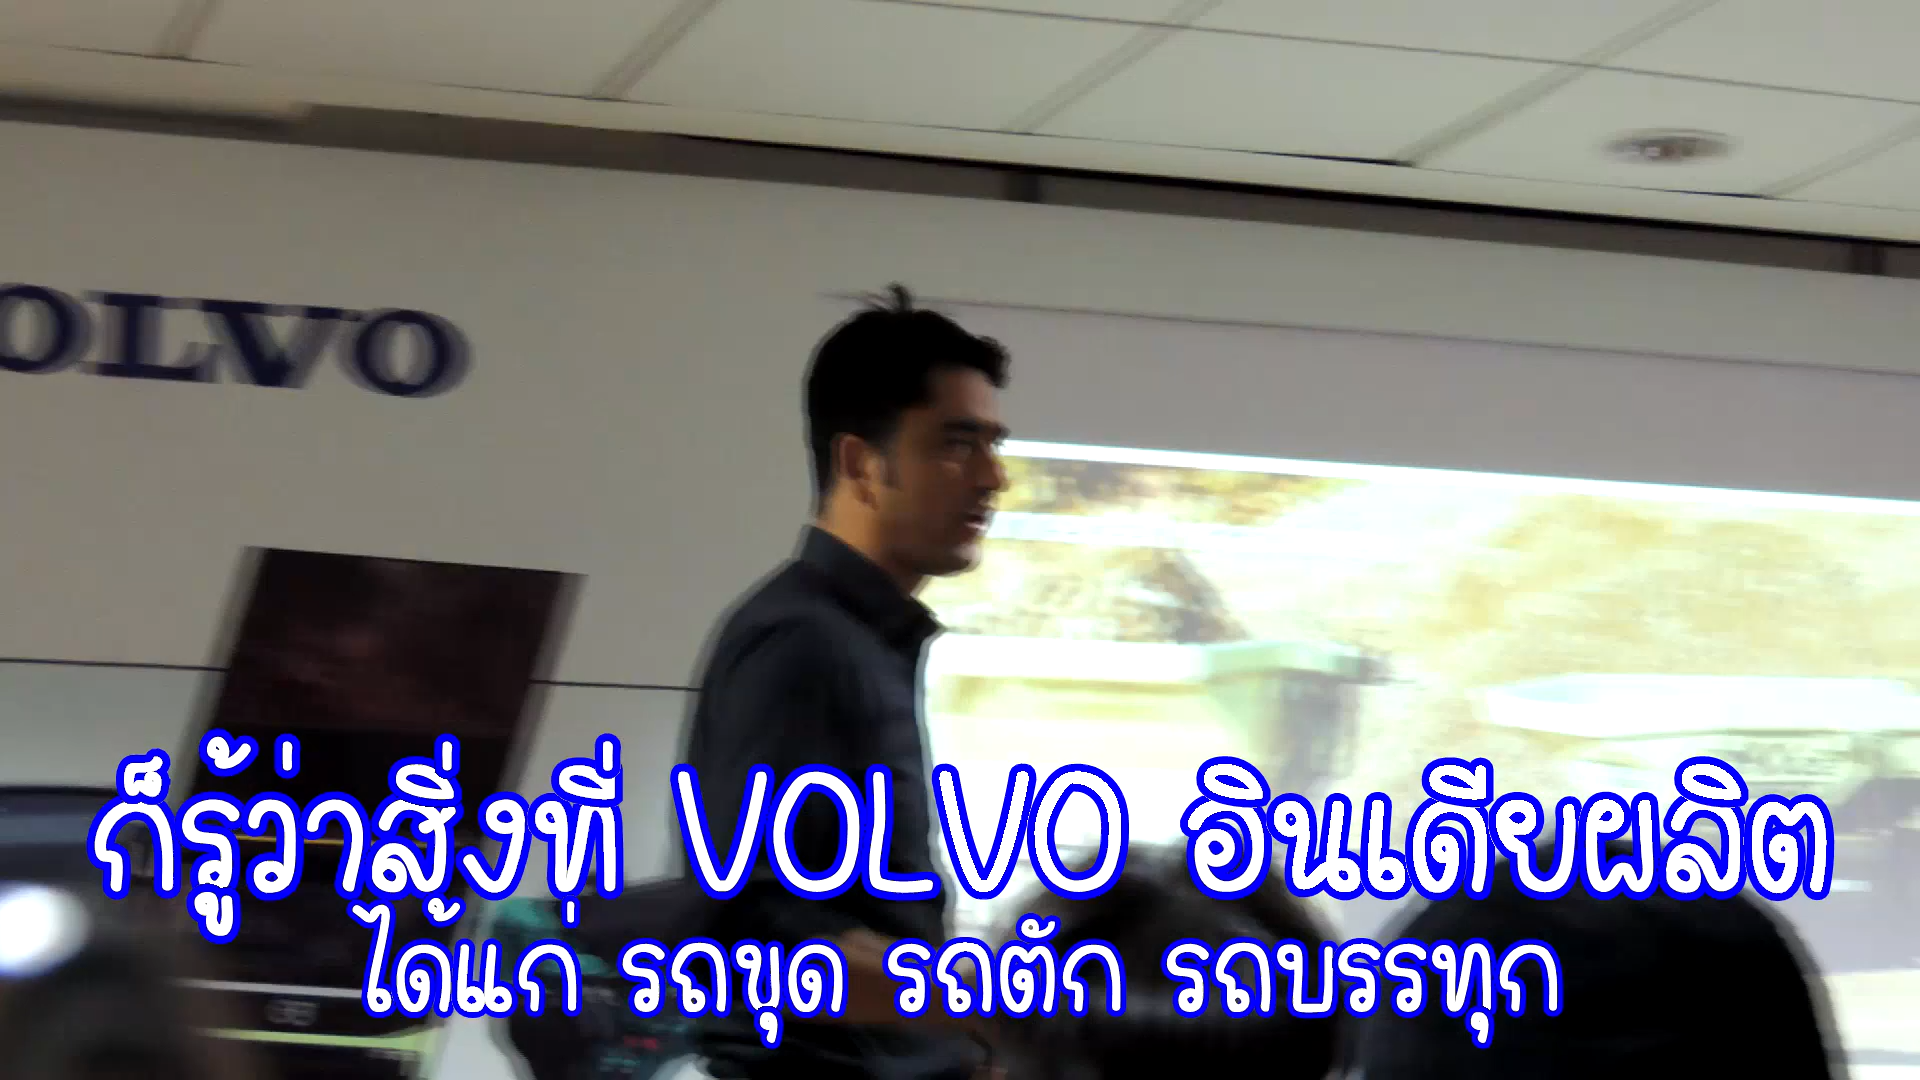 OLVO
ก็รู้ว่าสิ่งที่ VOLVO อินเดียผลิต
ได้แก่ รถขุด รถตัก รถบรรทุก